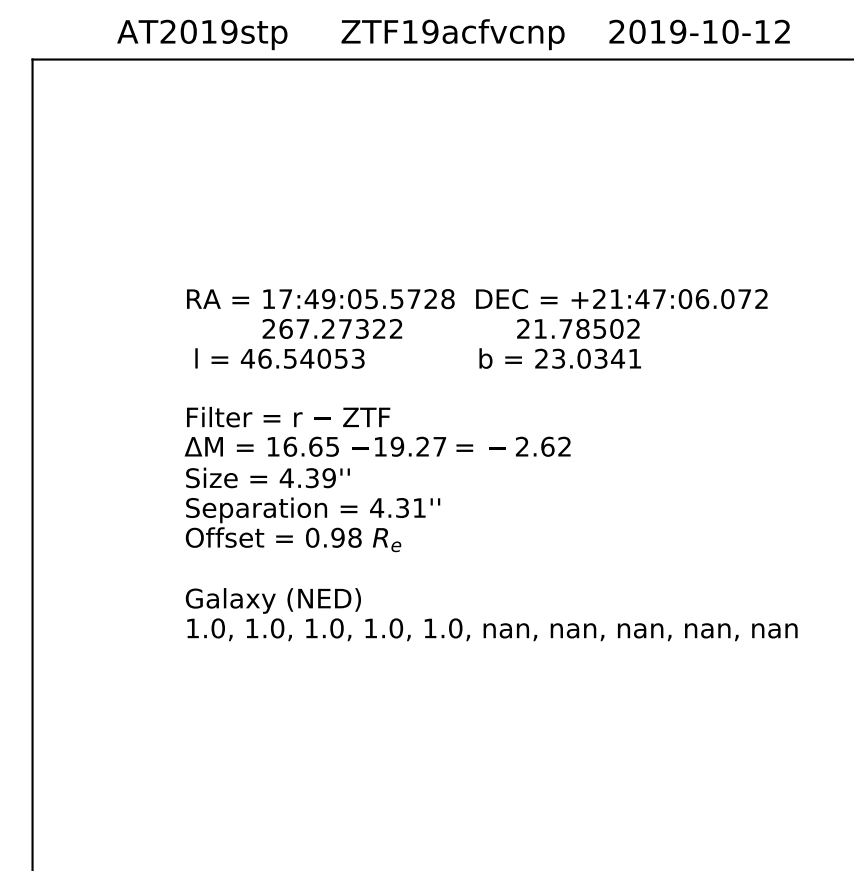 AT2019stp ZTF19acfvcnp 2019-10-12
RA = 17:49:05.5728 DEC = +21:47:06.072
267.27322 21.78502
l = 46.54053 b = 23.0341
Filter = r − ZTF
ΔM = 16.65 −19.27 = − 2.62
Size = 4.39''
Separation = 4.31''
Offset = 0.98 Re
Galaxy (NED)
1.0, 1.0, 1.0, 1.0, 1.0, nan, nan, nan, nan, nan